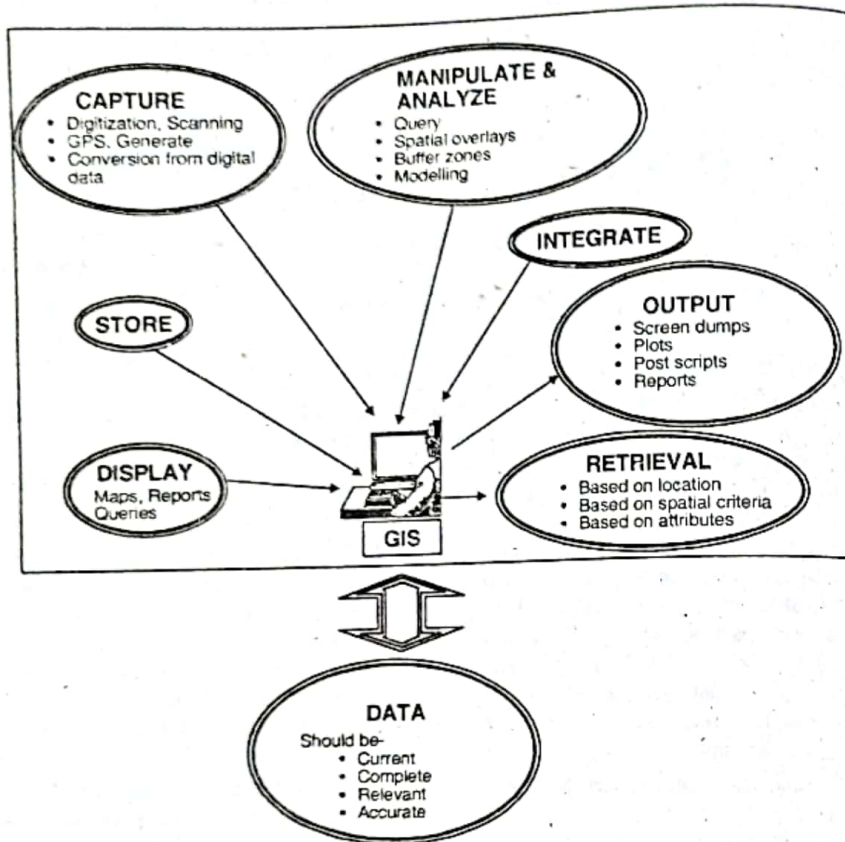 CAPTURE
• Digitization, Scanning
• GPS, Generate
• Conversion from digital
data
MANIPULATE &
ANALYZE
• Query
• Spatial overlays
• Buffer zones
• Modelling
INTEGRATE
STORE
OUTPUT
• Screen dumps
• Plots
• Post scripts
• Reports
DISPLAY
Maps, Reports
Queries
RETRIEVAL
• Based on location
• Based on spatial criteria
• Based on attributes
GIS
DATA
Should be-
• Current
• Complete
• Relevant
• Accurate